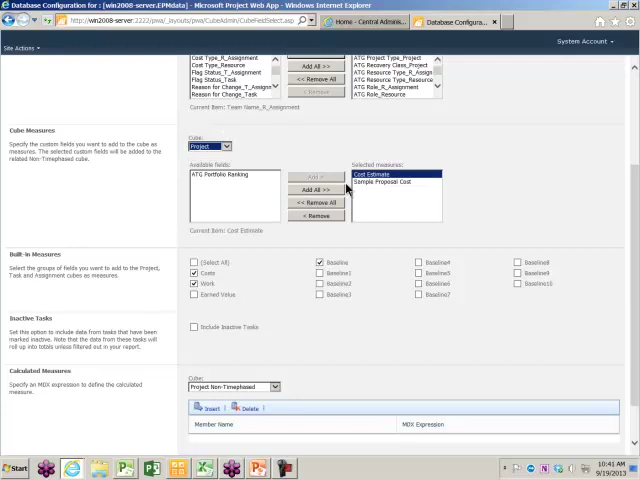 Database Configuration for : [win2008-server.EPMdata] - Microsoft Project Web App - Windows Internet Explorer
http://win2008-server:2222/pwa/_layouts/pwa/CubeAdmin/CubeFieldSelect.asp
Home - Central Administra...
Database Configura...
Site Actions
System Account
Cost Type_R_Assignment
Cost Type_Resource
Flag Status_T_Assignment
Flag Status_Task
Reason for Change_T_Assignm
Reason for Change_Task
Add All >>
<< Remove All
< Remove
ATG Project Type_Project
ATG Recovery Class_Project
ATG Resource Type_R_Assign
ATG Resource Type_Resource
ATG Role_R_Assignment
ATG Role_Resource
Current Item: Team Name_R_Assignment
Cube Measures
Specify the custom fields you want to add to the cube as
measures. The selected custom fields will be added to the
related Non-Timephased cube.
Cube:
Project
Available fields:
ATG Portfolio Ranking
Add >
Add All >>
<< Remove All
< Remove
Selected measures:
Cost Estimate
Sample Proposal Cost
Current Item: Cost Estimate
Built-in Measures
Select the groups of fields you want to add to the Project,
Task and Assignment cubes as measures.
(Select All)
Costs
Work
Earned Value
Baseline
Baseline1
Baseline2
Baseline3
Baseline4
Baseline5
Baseline6
Baseline7
Baseline8
Baseline9
Baseline10
Inactive Tasks
Set this option to include data from tasks that have been
marked inactive. Note that the data from these tasks will
roll up into totals unless filtered out in your report.
Include Inactive Tasks
Calculated Measures
Specify an MDX expression to define the calculated
measure.
Cube:
Project Non-Timephased
Insert | Delete |
Member Name
MDX Expression
Start
10:41 AM
9/19/2013